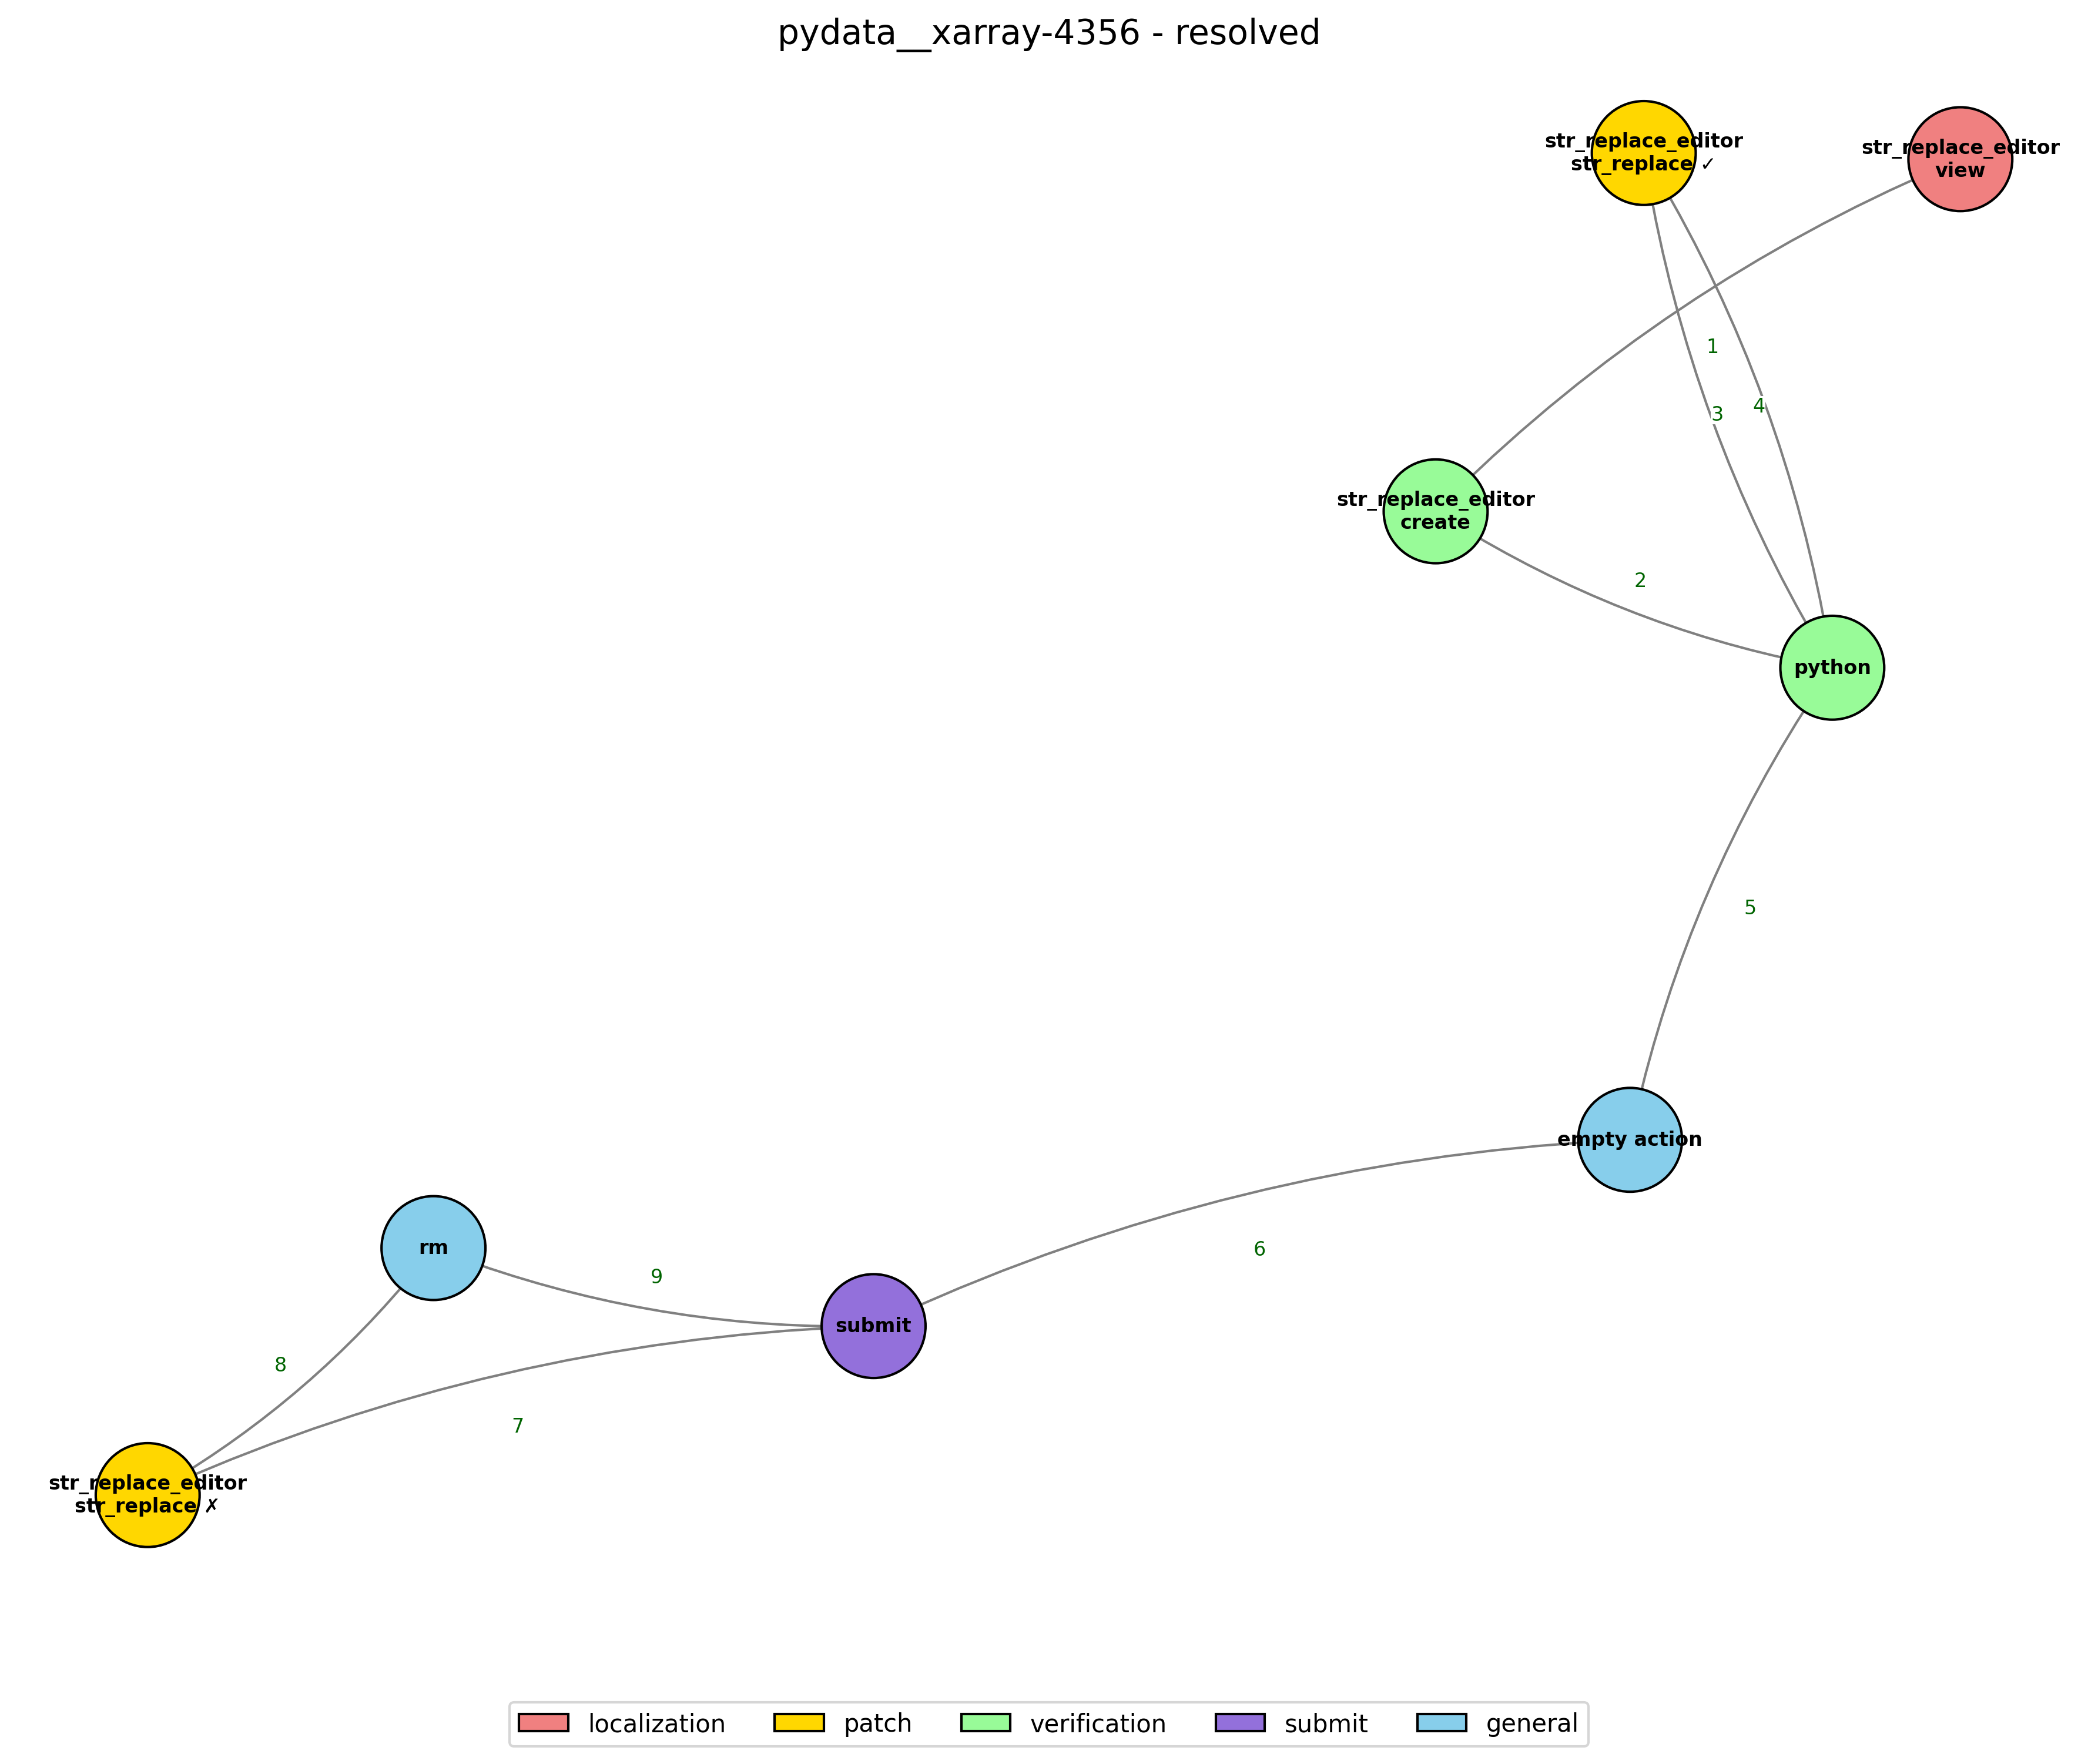 pydata__xarray-4356 - resolved
str_replace_editor
str_replace ✓
str_replace_editor
view
1
4
3
str_replace_editor
create
2
python
5
empty action
6
rm
9
submit
8
7
str_replace_editor
str_replace ✗
localization
patch
verification
submit
general